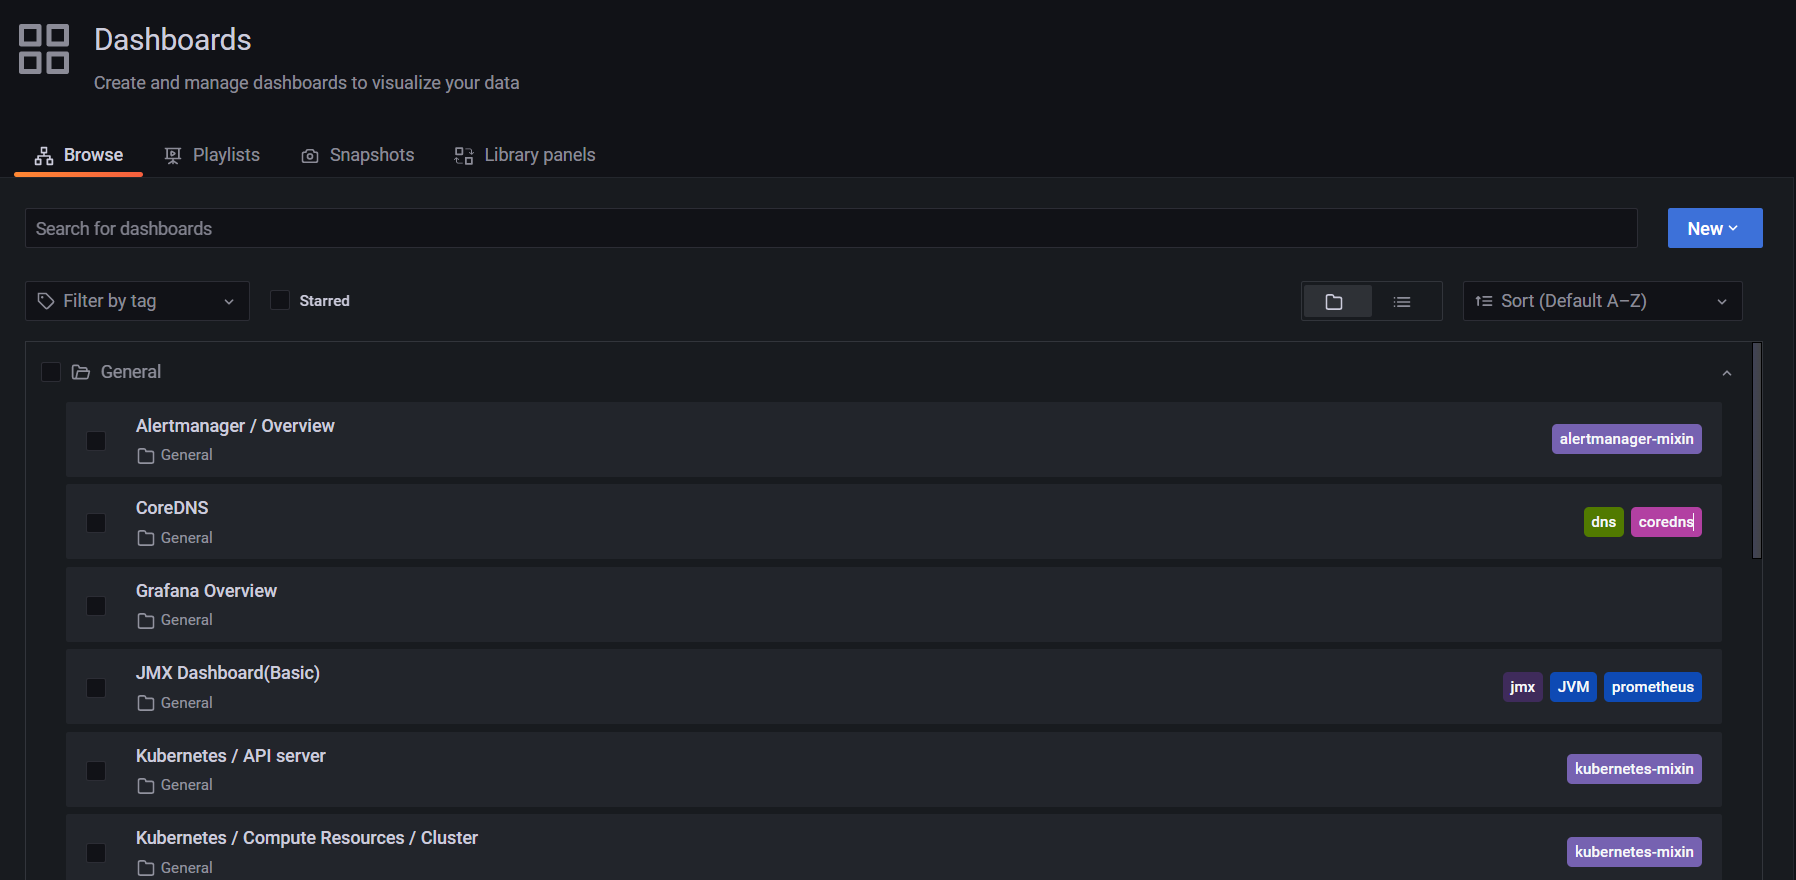 Dashboards
Create and manage dashboards to visualize your data
Browse Playlists Snapshots Library panels
Search for dashboards New
Filter by tag Starred Sort (Default A–Z)
General
Alertmanager / Overview
General
alertmanager-mixin
CoreDNS
General
dns coredns
Grafana Overview
General
JMX Dashboard(Basic)
General
jmx JVM prometheus
Kubernetes / API server
General
kubernetes-mixin
Kubernetes / Compute Resources / Cluster
General
kubernetes-mixin